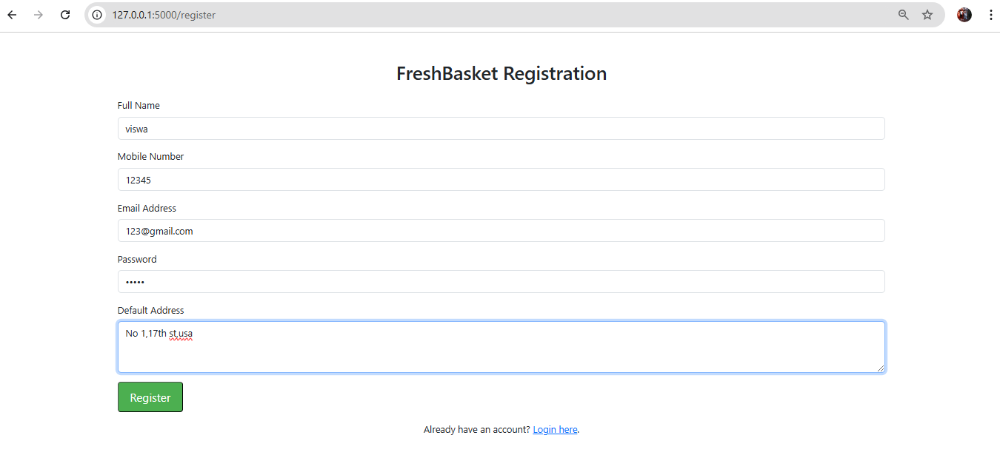 127.0.0.1:5000/register
FreshBasket Registration
Full Name
viswa
Mobile Number
12345
Email Address
123@gmail.com
Password
•••••
Default Address
No 1,17th st,usa
Register
Already have an account? Login here.